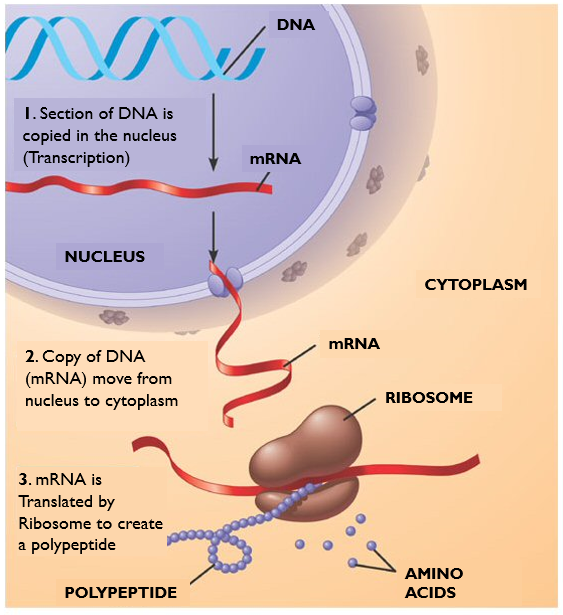 DNA
1. Section of DNA is
copied in the nucleus
(Transcription)
mRNA
NUCLEUS
CYTOPLASM
mRNA
2. Copy of DNA
(mRNA) move from
nucleus to cytoplasm
RIBOSOME
3. mRNA is
Translated by
Ribosome to create
a polypeptide
AMINO
ACIDS
POLYPEPTIDE